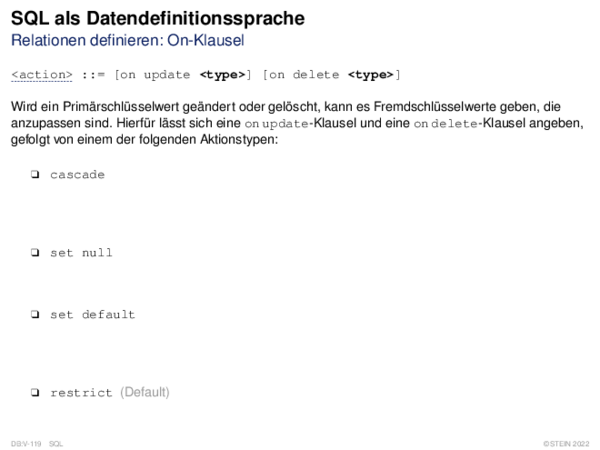 SQL als Datendefinitionssprache
Relationen definieren: On-Klausel
<action> ::= [on update <type>] [on delete <type>]
Wird ein Primärschlüsselwert geändert oder gelöscht, kann es Fremdschlüsselwerte geben, die
anzupassen sind. Hierfür lässt sich eine on update-Klausel und eine on delete-Klausel angeben,
gefolgt von einem der folgenden Aktionstypen:
❑ cascade
❑ set null
❑ set default
❑ restrict (Default)
DB:V-119 SQL ©STEIN 2022